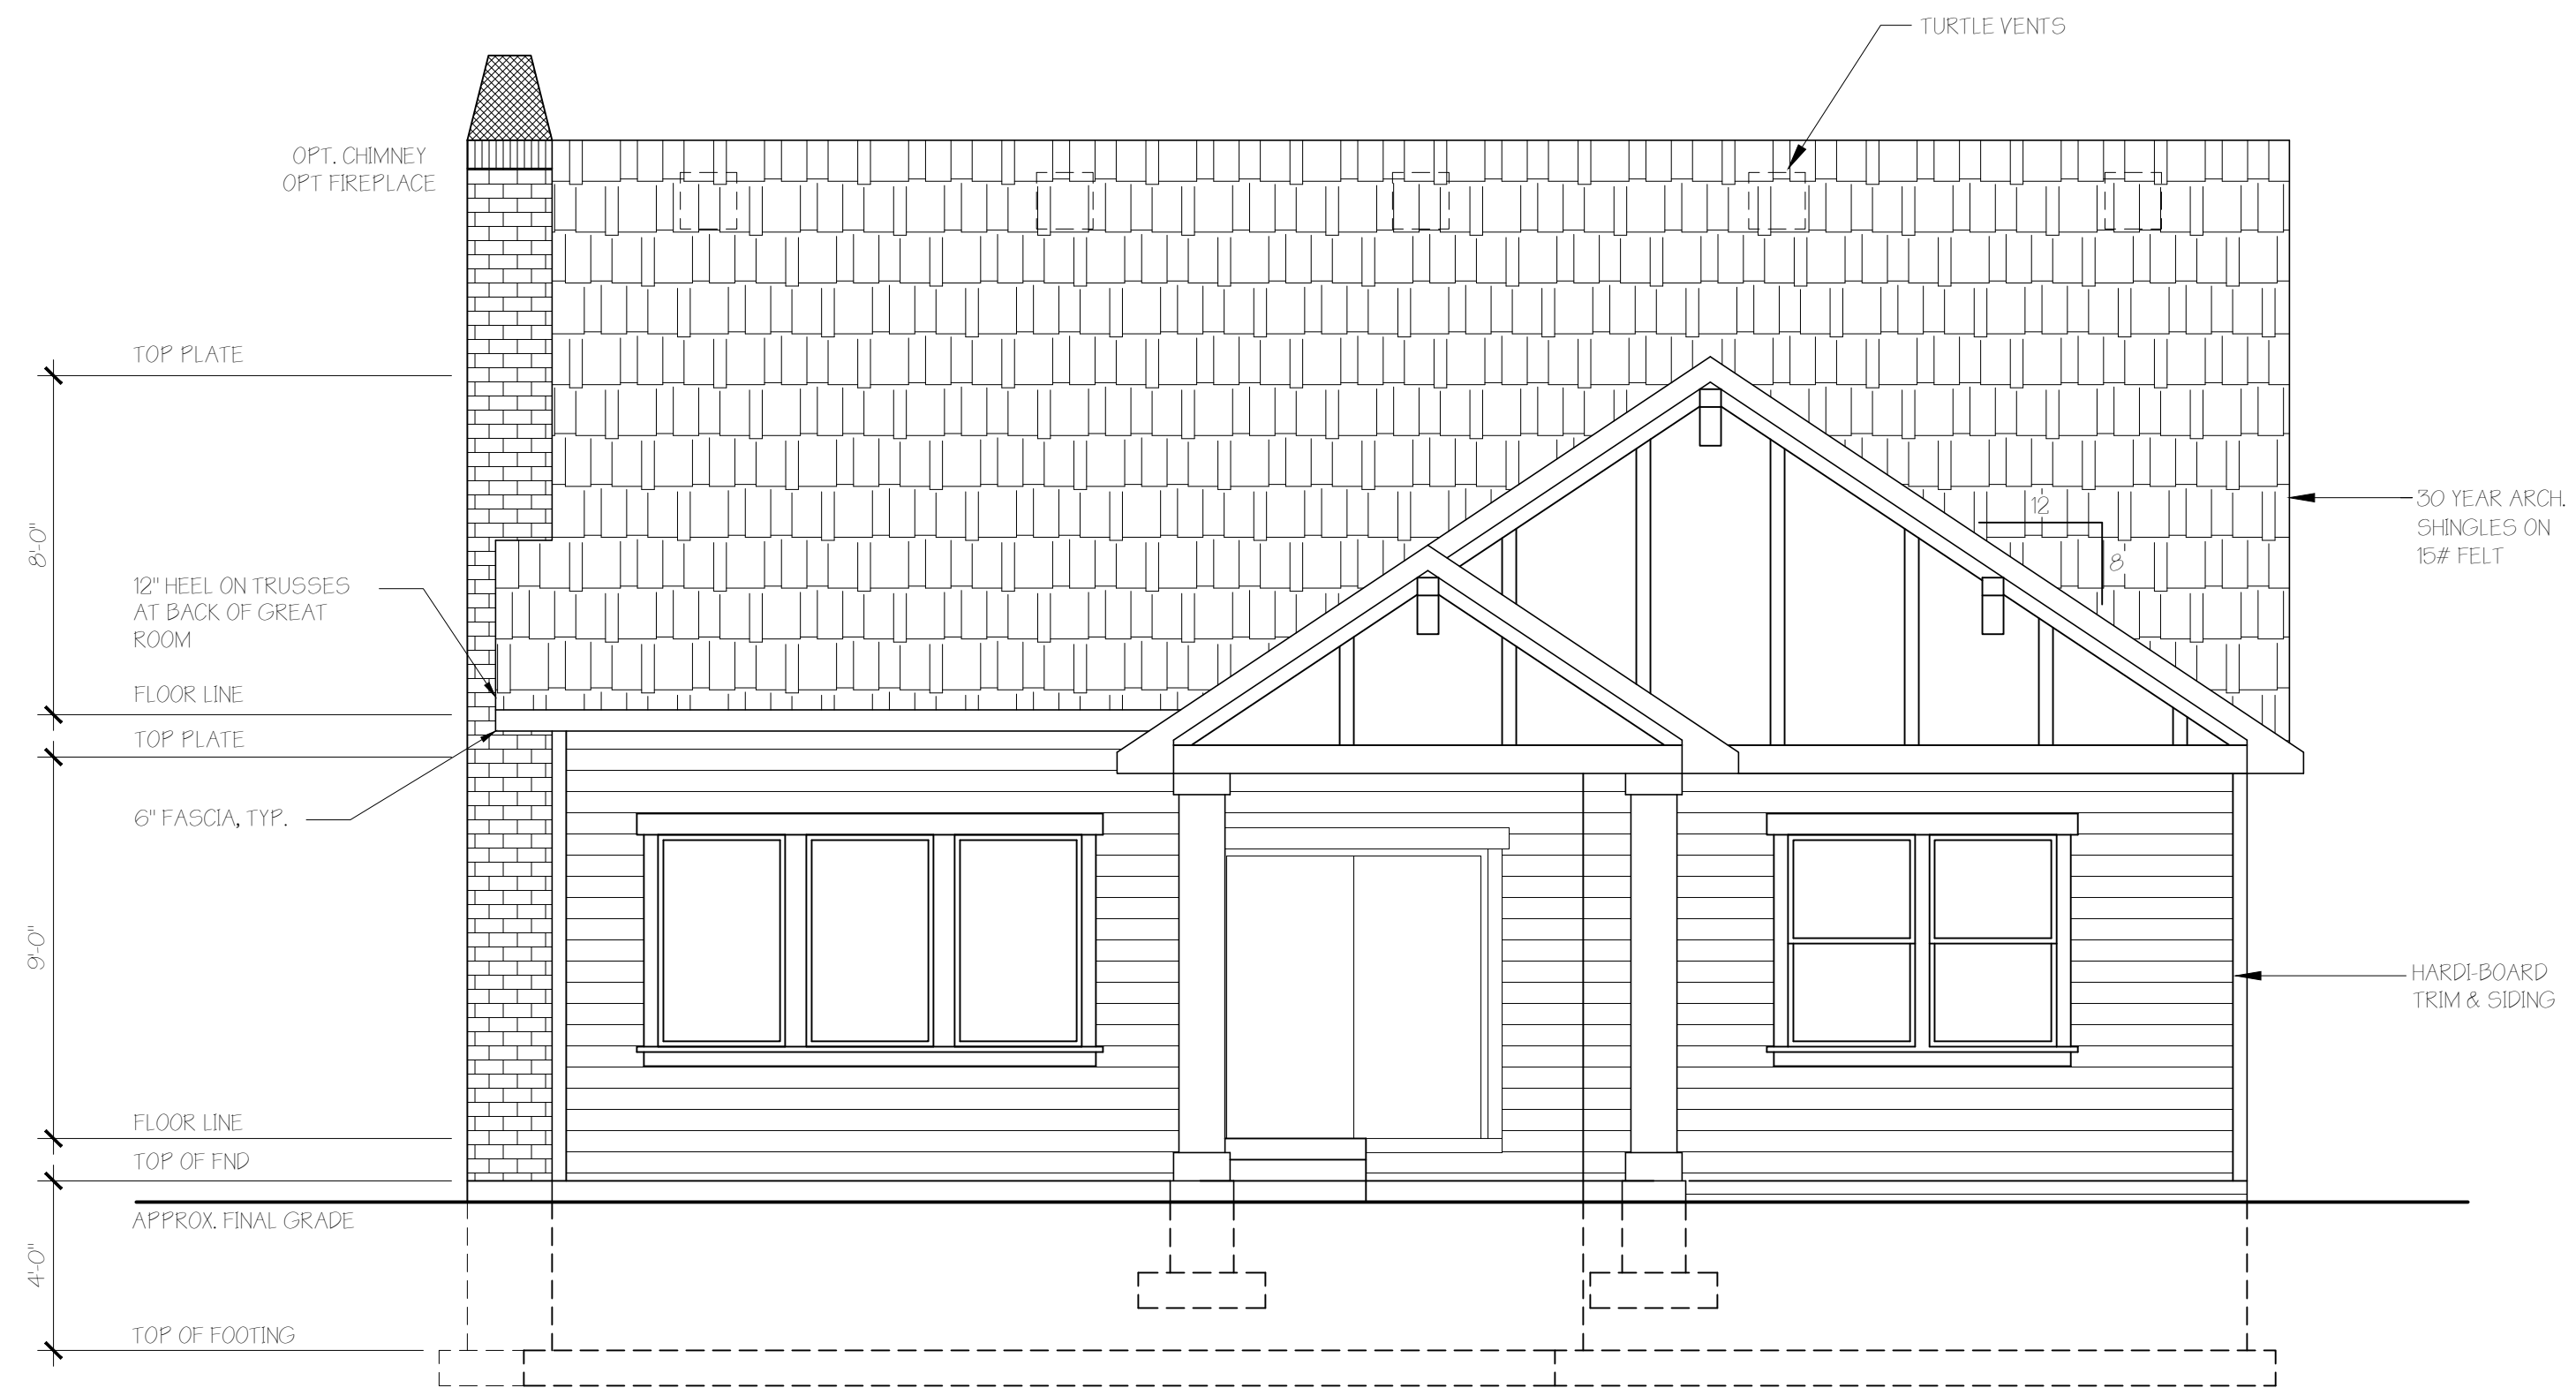 TURTLE VENTS
OPT. CHIMNEY
OPT FIREPLACE
TOP PLATE
8'-0"
12
8
30 YEAR ARCH.
SHINGLES ON
15# FELT
12" HEEL ON TRUSSES
AT BACK OF GREAT
ROOM
FLOOR LINE
TOP PLATE
6" FASCIA, TYP.
9'-0"
HARDI-BOARD
TRIM & SIDING
FLOOR LINE
TOP OF FND
APPROX. FINAL GRADE
4'-0"
TOP OF FOOTING